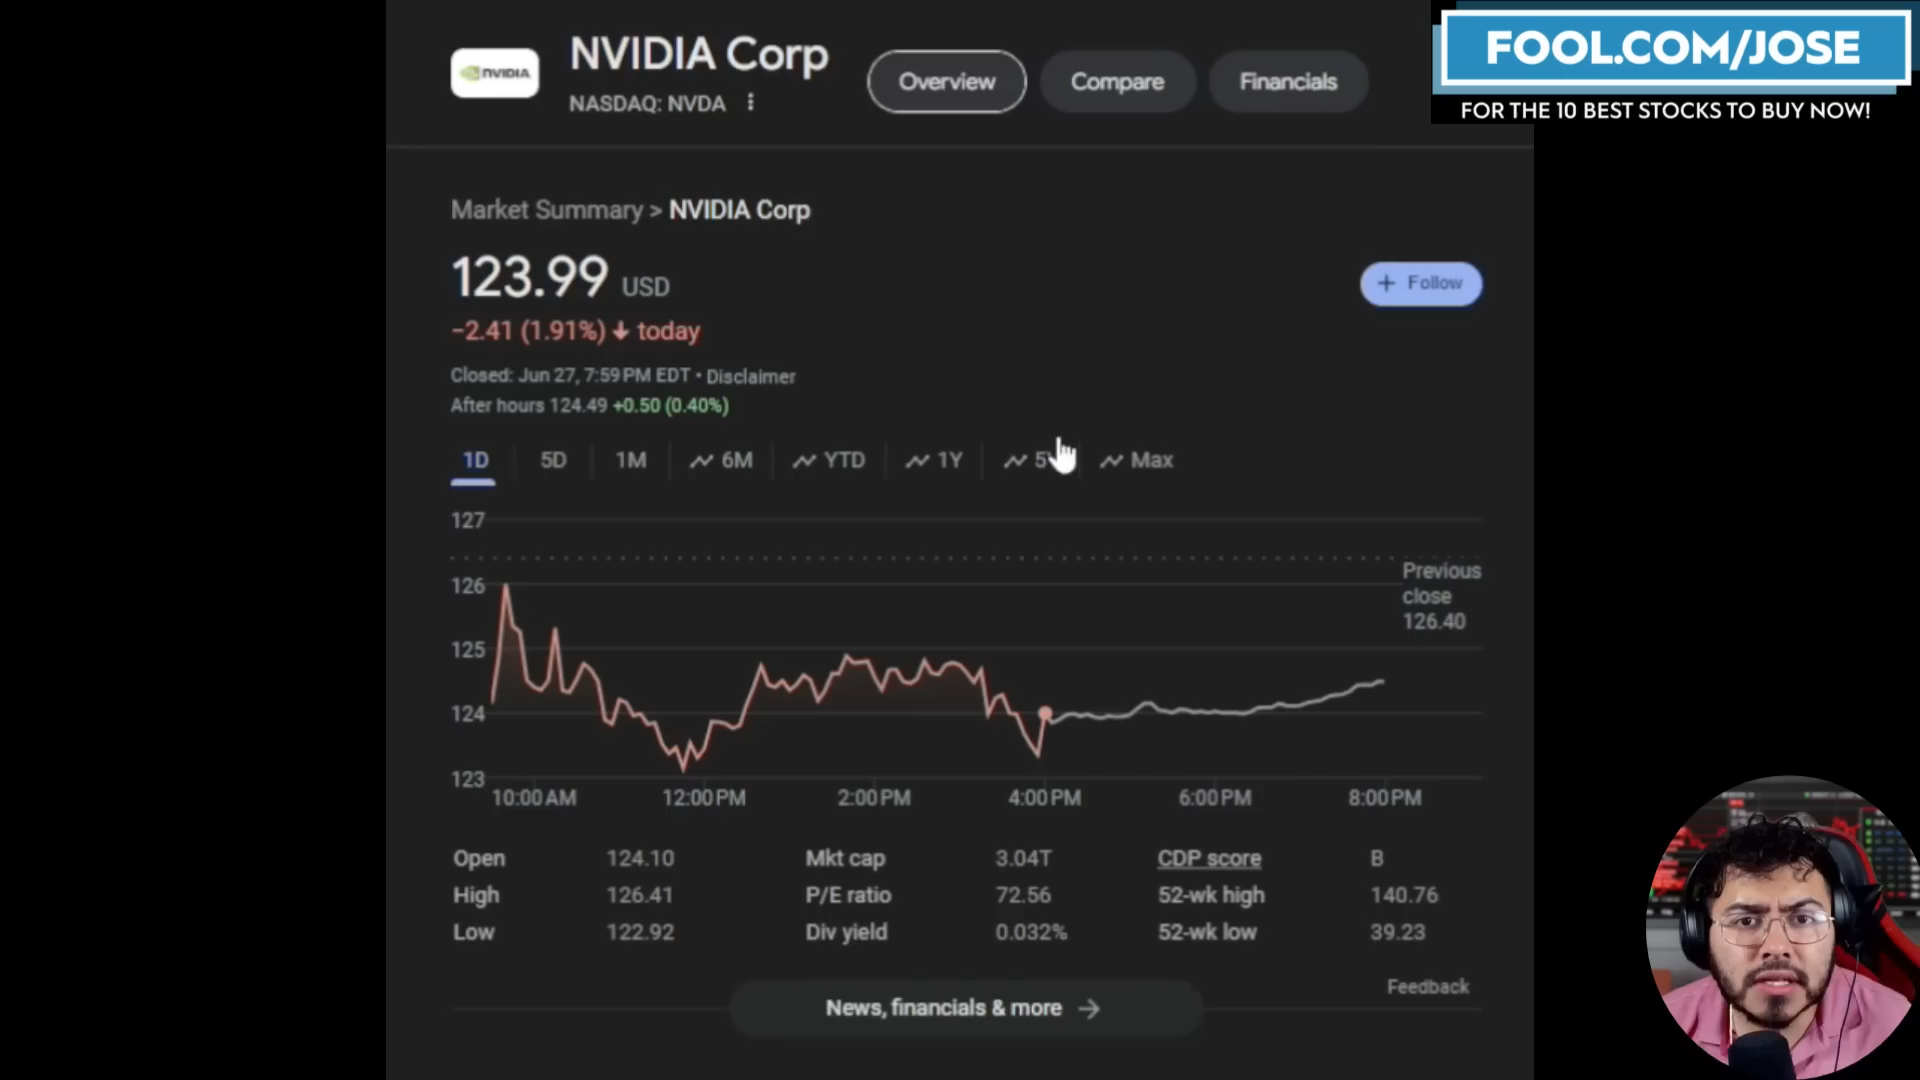 FOOL.COM/JOSE
FOR THE 10 BEST STOCKS TO BUY NOW!
NVIDIA
NVIDIA Corp
NASDAQ: NVDA
Overview
Compare
Financials
Market Summary > NVIDIA Corp
123.99 USD
+ Follow
−2.41 (1.91%) ↓ today
Closed: Jun 27, 7:59 PM EDT • Disclaimer
After hours 124.49 +0.50 (0.40%)
1D 5D 1M 6M YTD 1Y 5 Max
127
126
125
124
123
Previous
close
126.40
10:00 AM 12:00 PM 2:00 PM 4:00 PM 6:00 PM 8:00 PM
Open 124.10 Mkt cap 3.04T CDP score B
High 126.41 P/E ratio 72.56 52-wk high 140.76
Low 122.92 Div yield 0.032% 52-wk low 39.23
Feedback
News, financials & more →